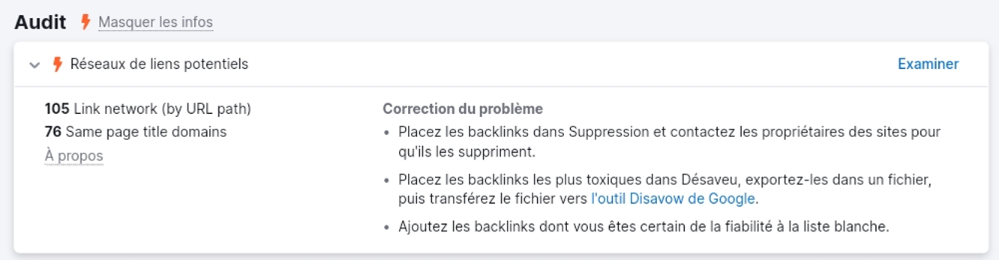 Audit Masquer les infos
Réseaux de liens potentiels Examiner
105 Link network (by URL path)
76 Same page title domains
À propos
Correction du problème
• Placez les backlinks dans Suppression et contactez les propriétaires des sites pour
qu'ils les suppriment.
• Placez les backlinks les plus toxiques dans Désaveu, exportez-les dans un fichier,
puis transférez le fichier vers l'outil Disavow de Google.
• Ajoutez les backlinks dont vous êtes certain de la fiabilité à la liste blanche.